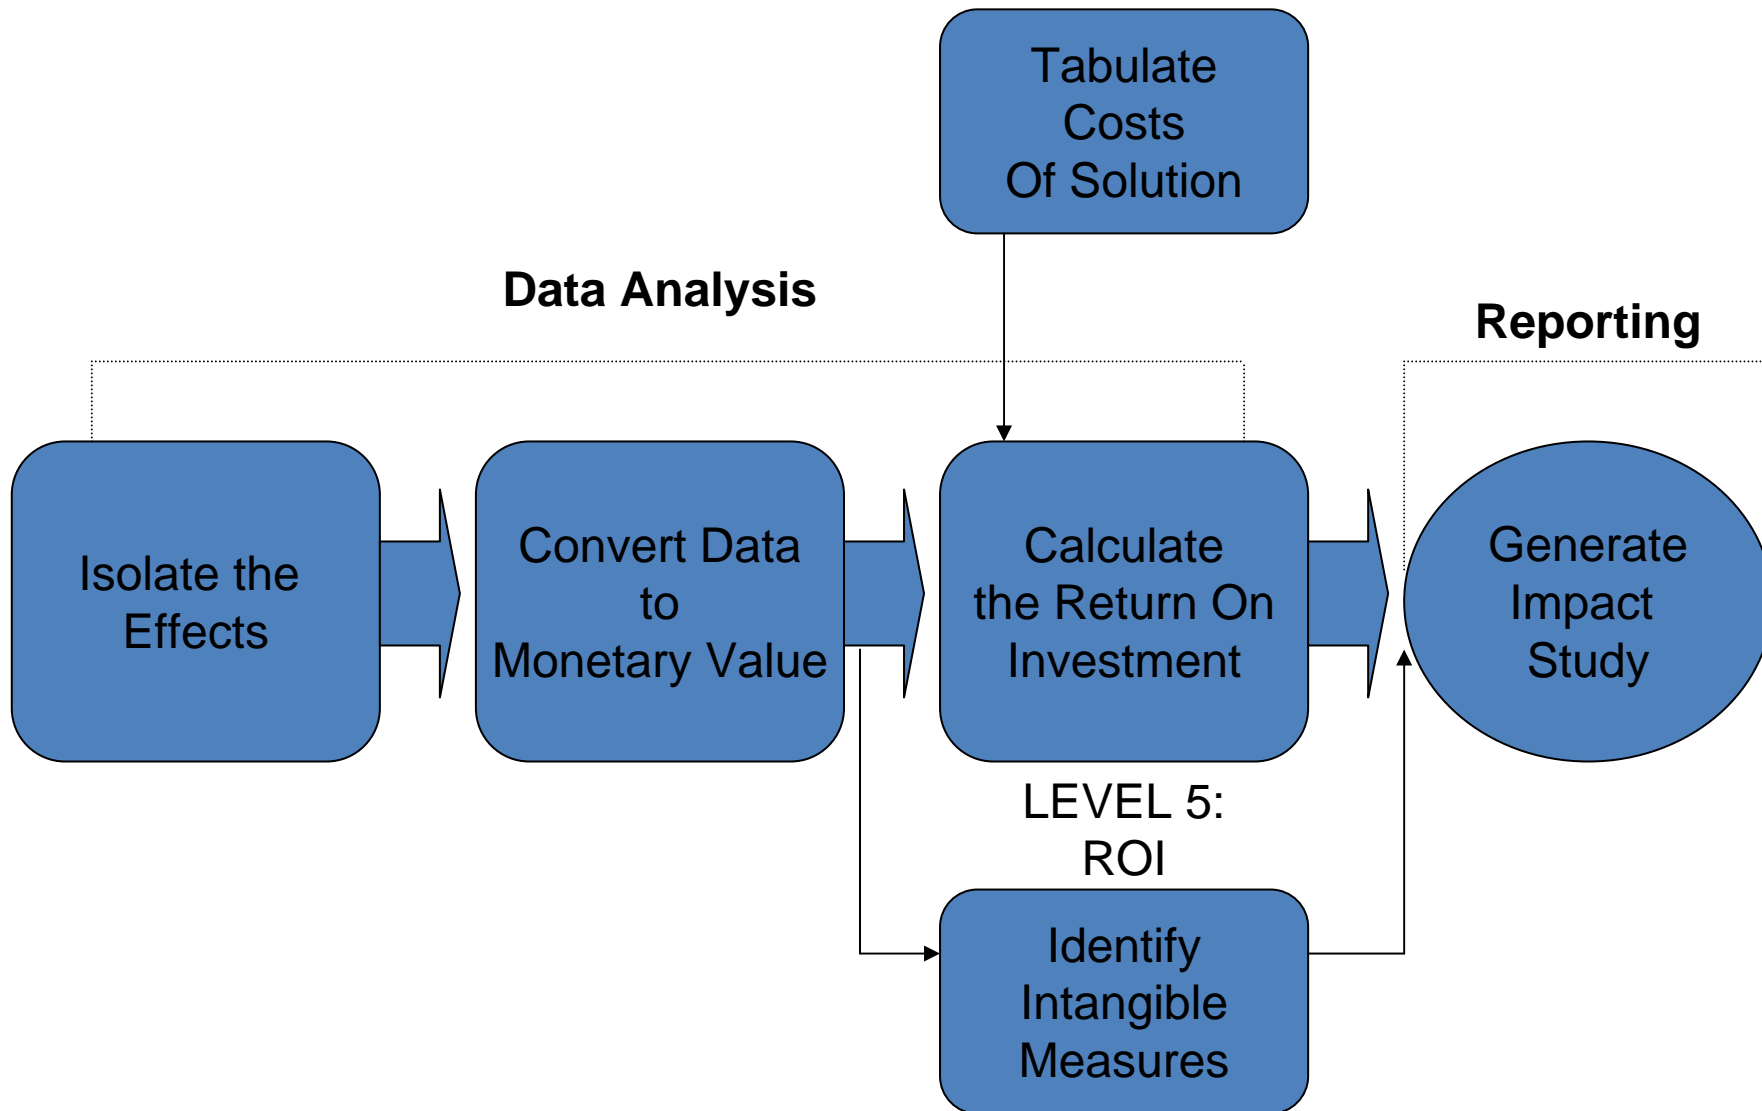 Tabulate
Costs
Of Solution
Data Analysis
Reporting
Isolate the
Effects
Convert Data
to
Monetary Value
Calculate
the Return On
Investment
Generate
Impact
Study
LEVEL 5:
ROI
Identify
Intangible
Measures